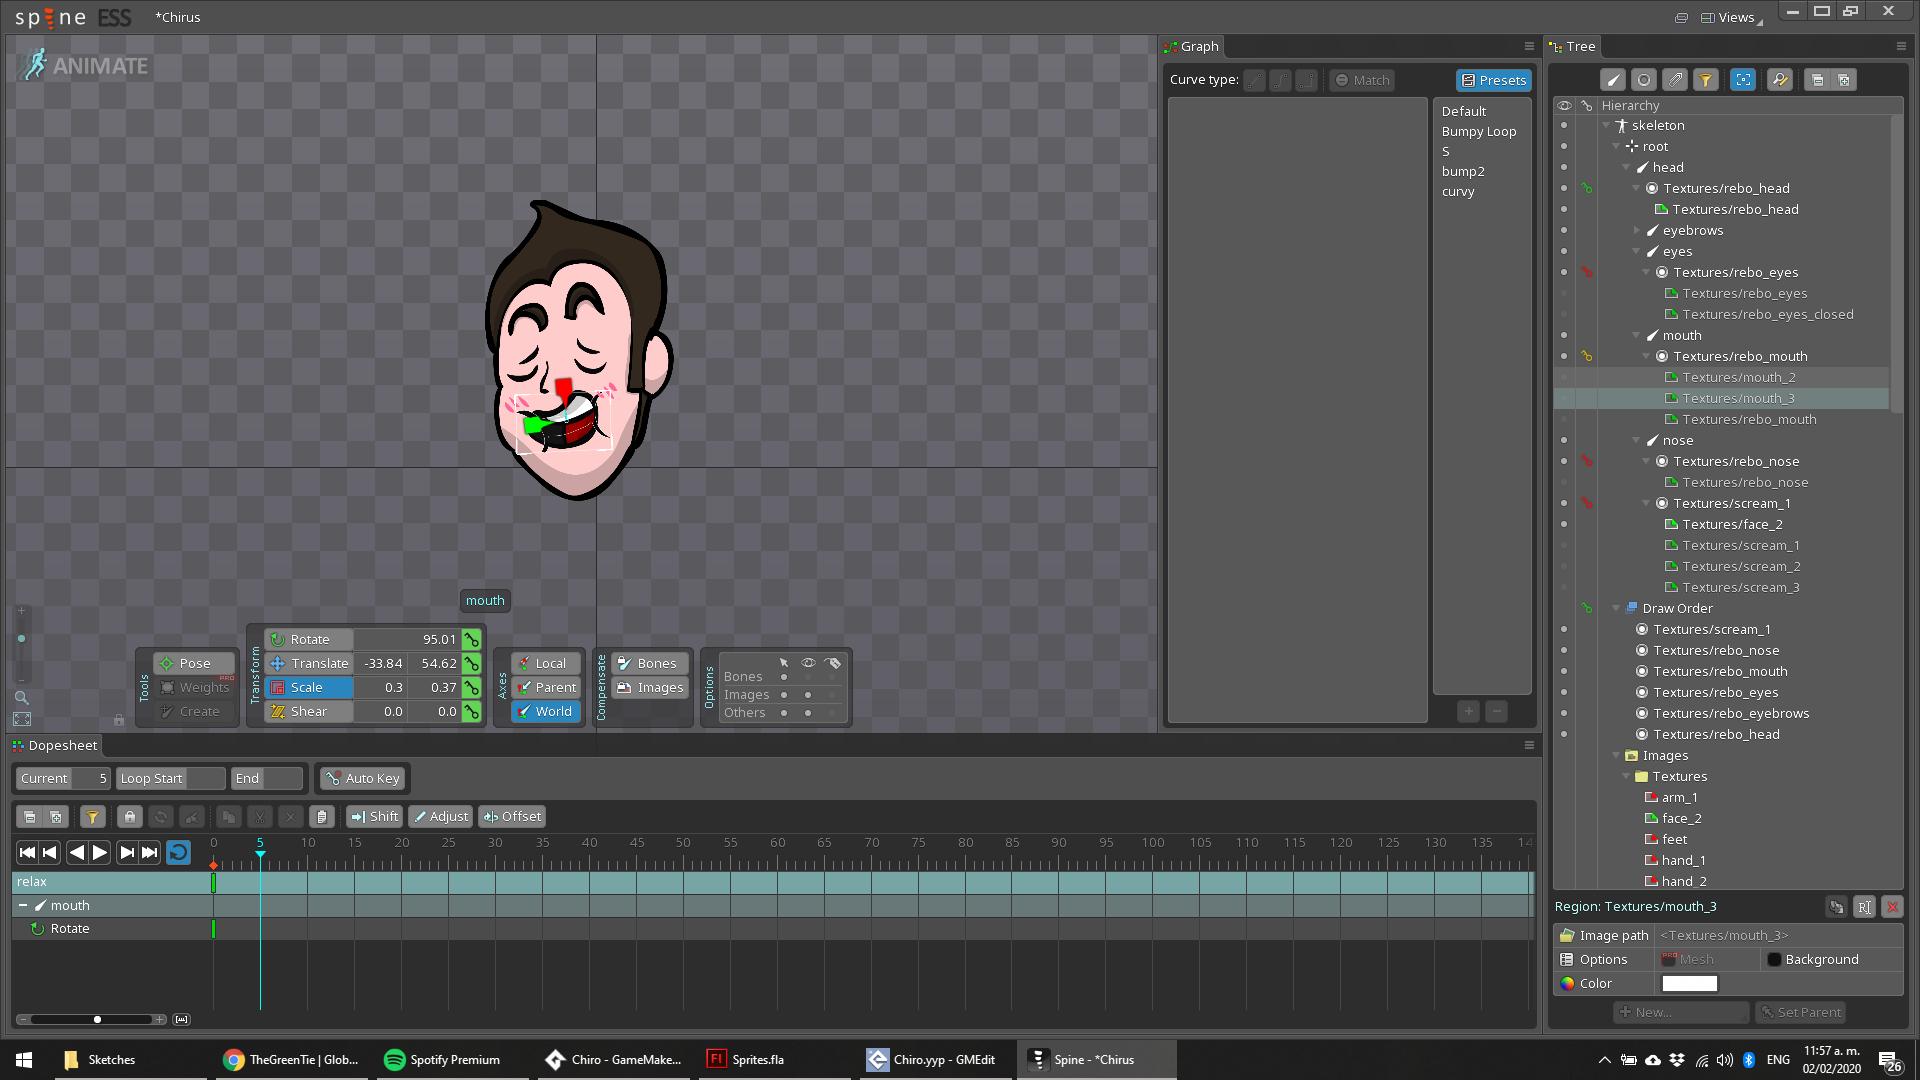 spine ESS
*Chirus
Views
ANIMATE
mouth
Tools
Pose
Weights
PRO
Create
Transform
Rotate 95.01
Translate -33.84 54.62
Scale 0.3 0.37
Shear 0.0 0.0
Axes
Local
Parent
World
Compensate
Bones
Images
Options
Bones
Images
Others
Graph
Curve type:
Match
Presets
Default
Bumpy Loop
S
bump2
curvy
Tree
Hierarchy
skeleton
root
head
Textures/rebo_head
Textures/rebo_head
eyebrows
eyes
Textures/rebo_eyes
Textures/rebo_eyes
Textures/rebo_eyes_closed
mouth
Textures/rebo_mouth
Textures/mouth_2
Textures/mouth_3
Textures/rebo_mouth
nose
Textures/rebo_nose
Textures/rebo_nose
Textures/scream_1
Textures/face_2
Textures/scream_1
Textures/scream_2
Textures/scream_3
Draw Order
Textures/scream_1
Textures/rebo_nose
Textures/rebo_mouth
Textures/rebo_eyes
Textures/rebo_eyebrows
Textures/rebo_head
Images
Textures
arm_1
face_2
feet
hand_1
hand_2
Region: Textures/mouth_3
Image path <Textures/mouth_3>
Options PRO Mesh Background
Color
New... Set Parent
Dopesheet
Current 5 Loop Start End Auto Key
Shift Adjust Offset
0 5 10 15 20 25 30 35 40 45 50 55 60 65 70 75 80 85 90 95 100 105 110 115 120 125 130 135 14
relax
mouth
Rotate
Sketches
TheGreenTie | Glob...
Spotify Premium
Chiro - GameMake...
Fl Sprites.fla
Chiro.yyp - GMEdit
Spine - *Chirus
ENG
11:57 a. m.
02/02/2020
26